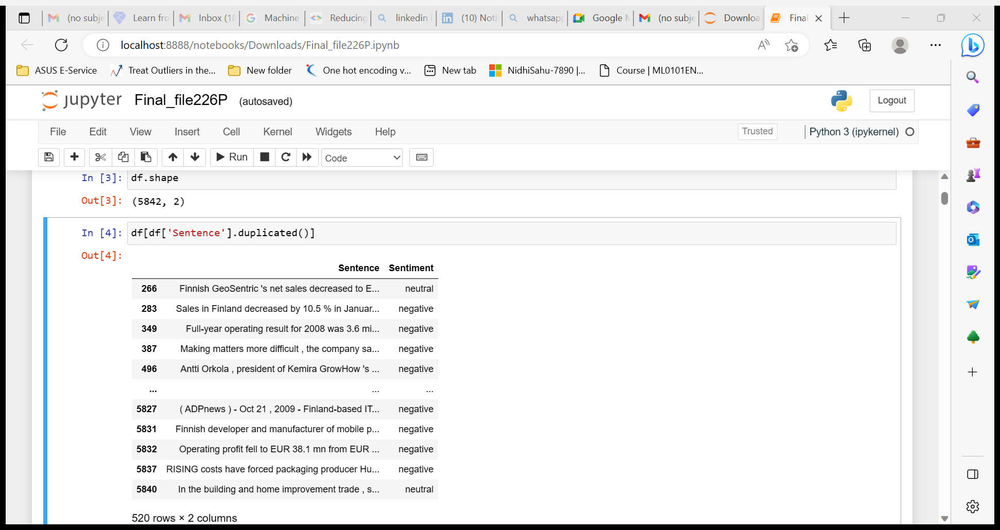 (no subje Learn fro Inbox (18 Machine Reducing linkedin (10) Noti whatsapp Google (no subje Downloa Final
localhost:8888/notebooks/Downloads/Final_file226P.ipynb
ASUS E-Service Treat Outliers in the... New folder One hot encoding v... New tab NidhiSahu-7890 |... Course | ML0101EN...
jupyter Final_file226P (autosaved) Logout
File Edit View Insert Cell Kernel Widgets Help Trusted Python 3 (ipykernel)
Run Code
In [3]: df.shape
Out[3]: (5842, 2)
In [4]: df[df['Sentence'].duplicated()]
Out[4]:
Sentence Sentiment
266 Finnish GeoSentric 's net sales decreased to E... neutral
283 Sales in Finland decreased by 10.5 % in Januar... negative
349 Full-year operating result for 2008 was 3.6 mi... negative
387 Making matters more difficult , the company sa... negative
496 Antti Orkola , president of Kemira GrowHow 's ... negative
... ... ...
5827 ( ADPnews ) - Oct 21 , 2009 - Finland-based IT... negative
5831 Finnish developer and manufacturer of mobile p... negative
5832 Operating profit fell to EUR 38.1 mn from EUR ... negative
5837 RISING costs have forced packaging producer Hu... negative
5840 In the building and home improvement trade , s... neutral
520 rows × 2 columns